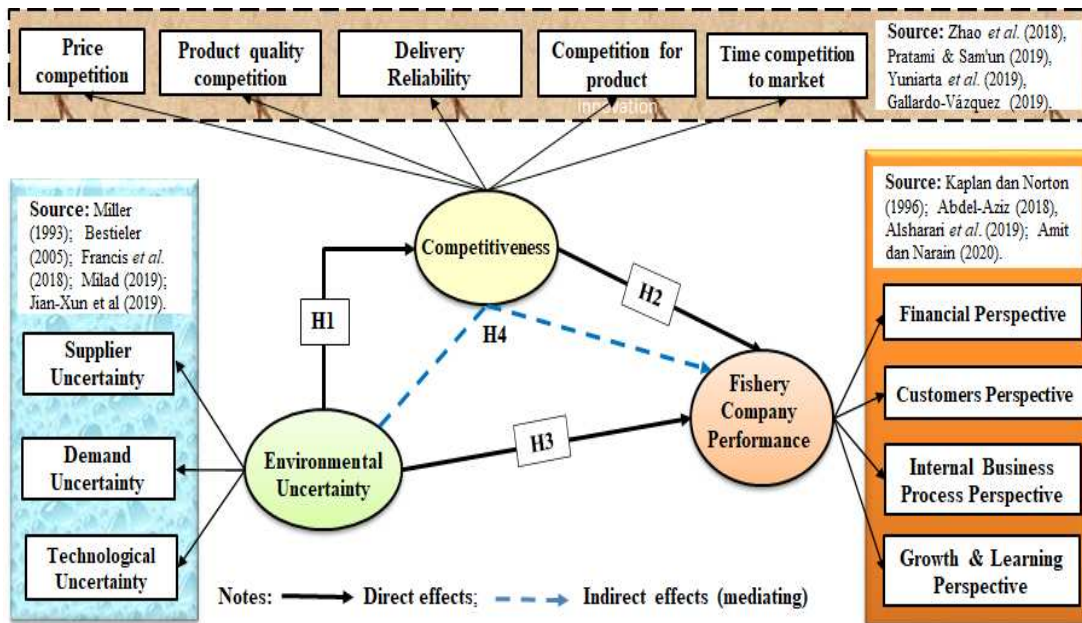 Price
competition
Product quality
competition
Delivery
Reliability
Competition for
product
innovation
Time competition
to market
Source: Zhao et al. (2018),
Pratami & Sam'un (2019),
Yuniarta et al. (2019),
Gallardo-Vázquez (2019).
Source: Miller
(1993); Bestieler
(2005); Francis et al.
(2018); Milad (2019);
Jian-Xun et al (2019).
Supplier
Uncertainty
Demand
Uncertainty
Technological
Uncertainty
Competitiveness
H1
H2
H4
H3
Environmental
Uncertainty
Fishery
Company
Performance
Source: Kaplan dan Norton
(1996); Abdel-Aziz (2018),
Alsharari et al. (2019); Amit
dan Narain (2020).
Financial Perspective
Customers Perspective
Internal Business
Process Perspective
Growth & Learning
Perspective
Notes: Direct effects; Indirect effects (mediating)